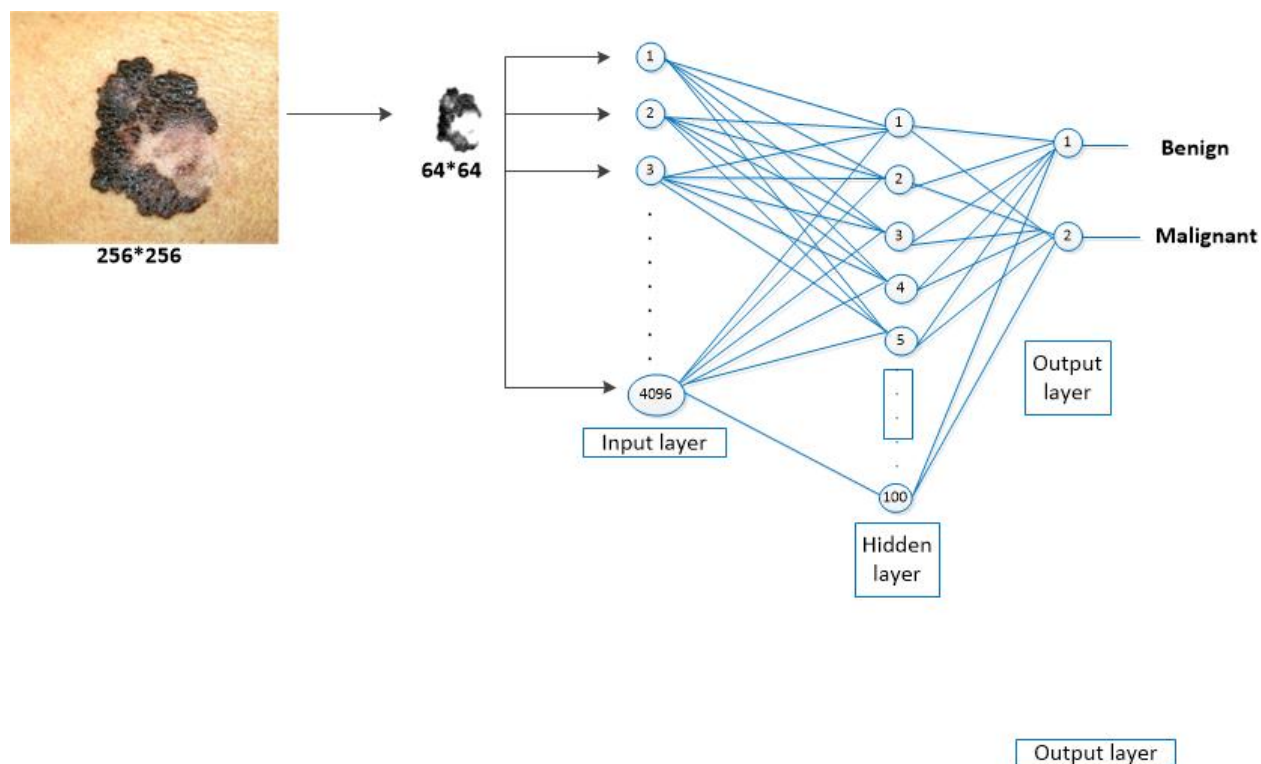 256*256
64*64
1
2
3
4096
Input layer
1
2
3
4
5
100
Hidden
layer
1
2
Output
layer
Benign
Malignant
Output layer